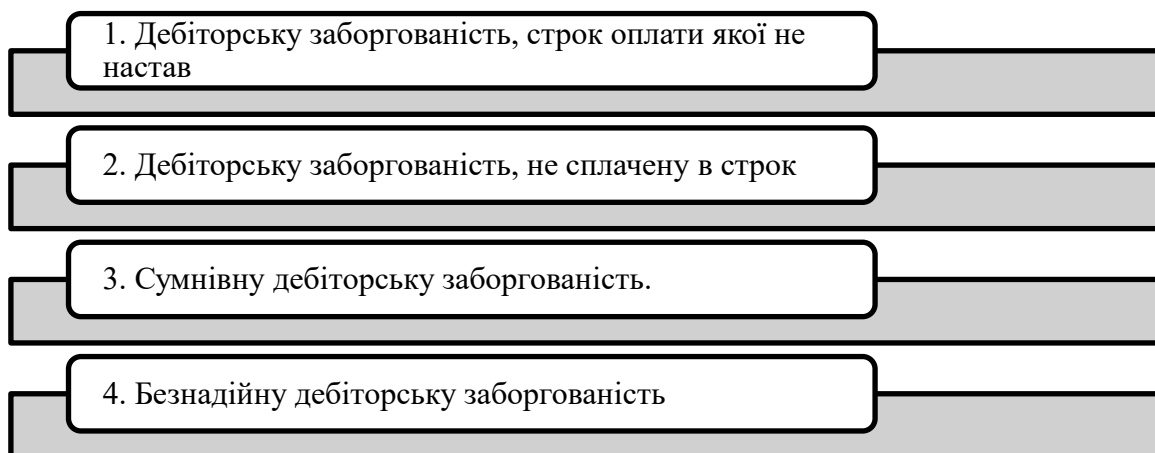 1. Дебіторську заборгованість, строк оплати якої не
настав
2. Дебіторську заборгованість, не сплачену в строк
3. Сумнівну дебіторську заборгованість.
4. Безнадійну дебіторську заборгованість